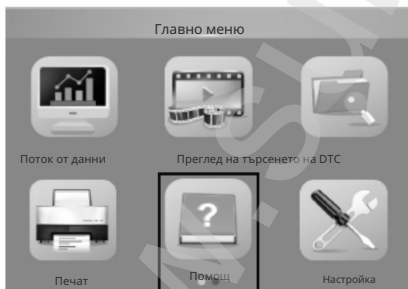 Главно меню
Поток от данни
Преглед на търсенето на DTC
?
Печат
Помощ
Настройка